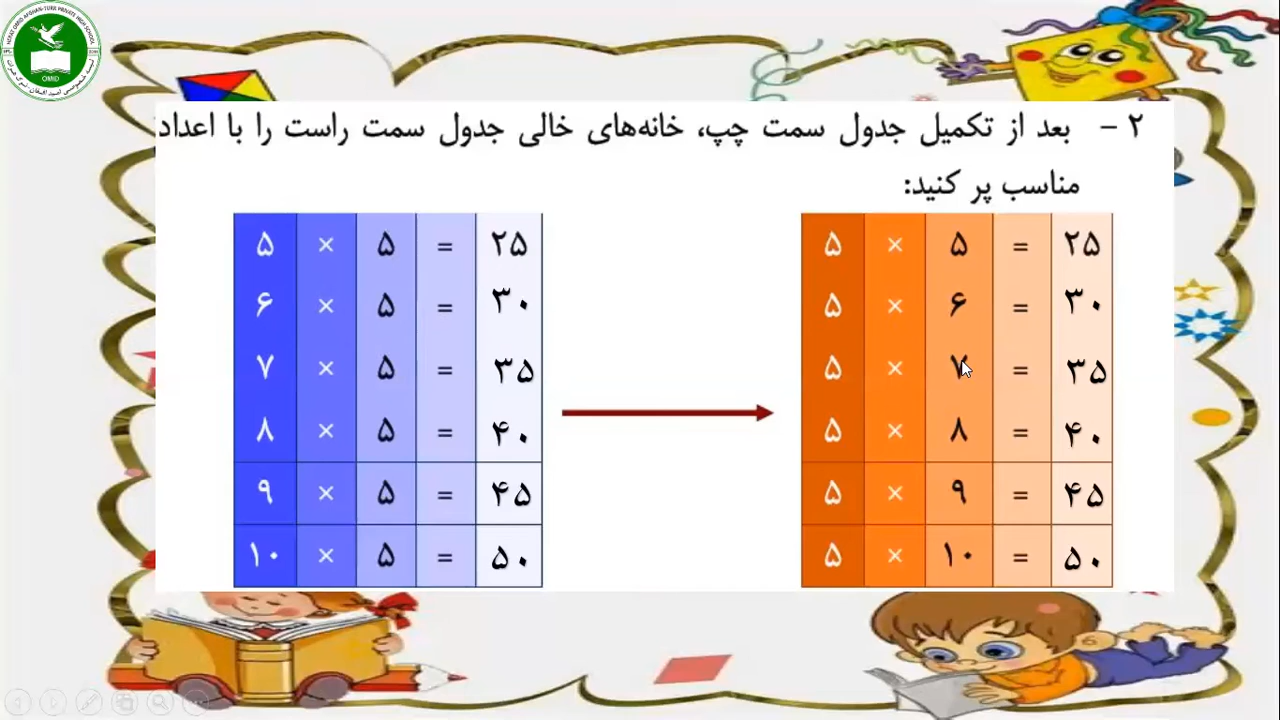 OMID
۲ – بعد از تکمیل جدول سمت چپ، خانه‌های خالی جدول سمت راست را با اعداد
مناسب پر کنید:
۵ × ۵ = ۲۵
۶ × ۵ = ۳۰
۷ × ۵ = ۳۵
۸ × ۵ = ۴۰
۹ × ۵ = ۴۵
۱۰ × ۵ = ۵۰
۵ × ۵ = ۲۵
۵ × ۶ = ۳۰
۵ × ۷ = ۳۵
۵ × ۸ = ۴۰
۵ × ۹ = ۴۵
۵ × ۱۰ = ۵۰